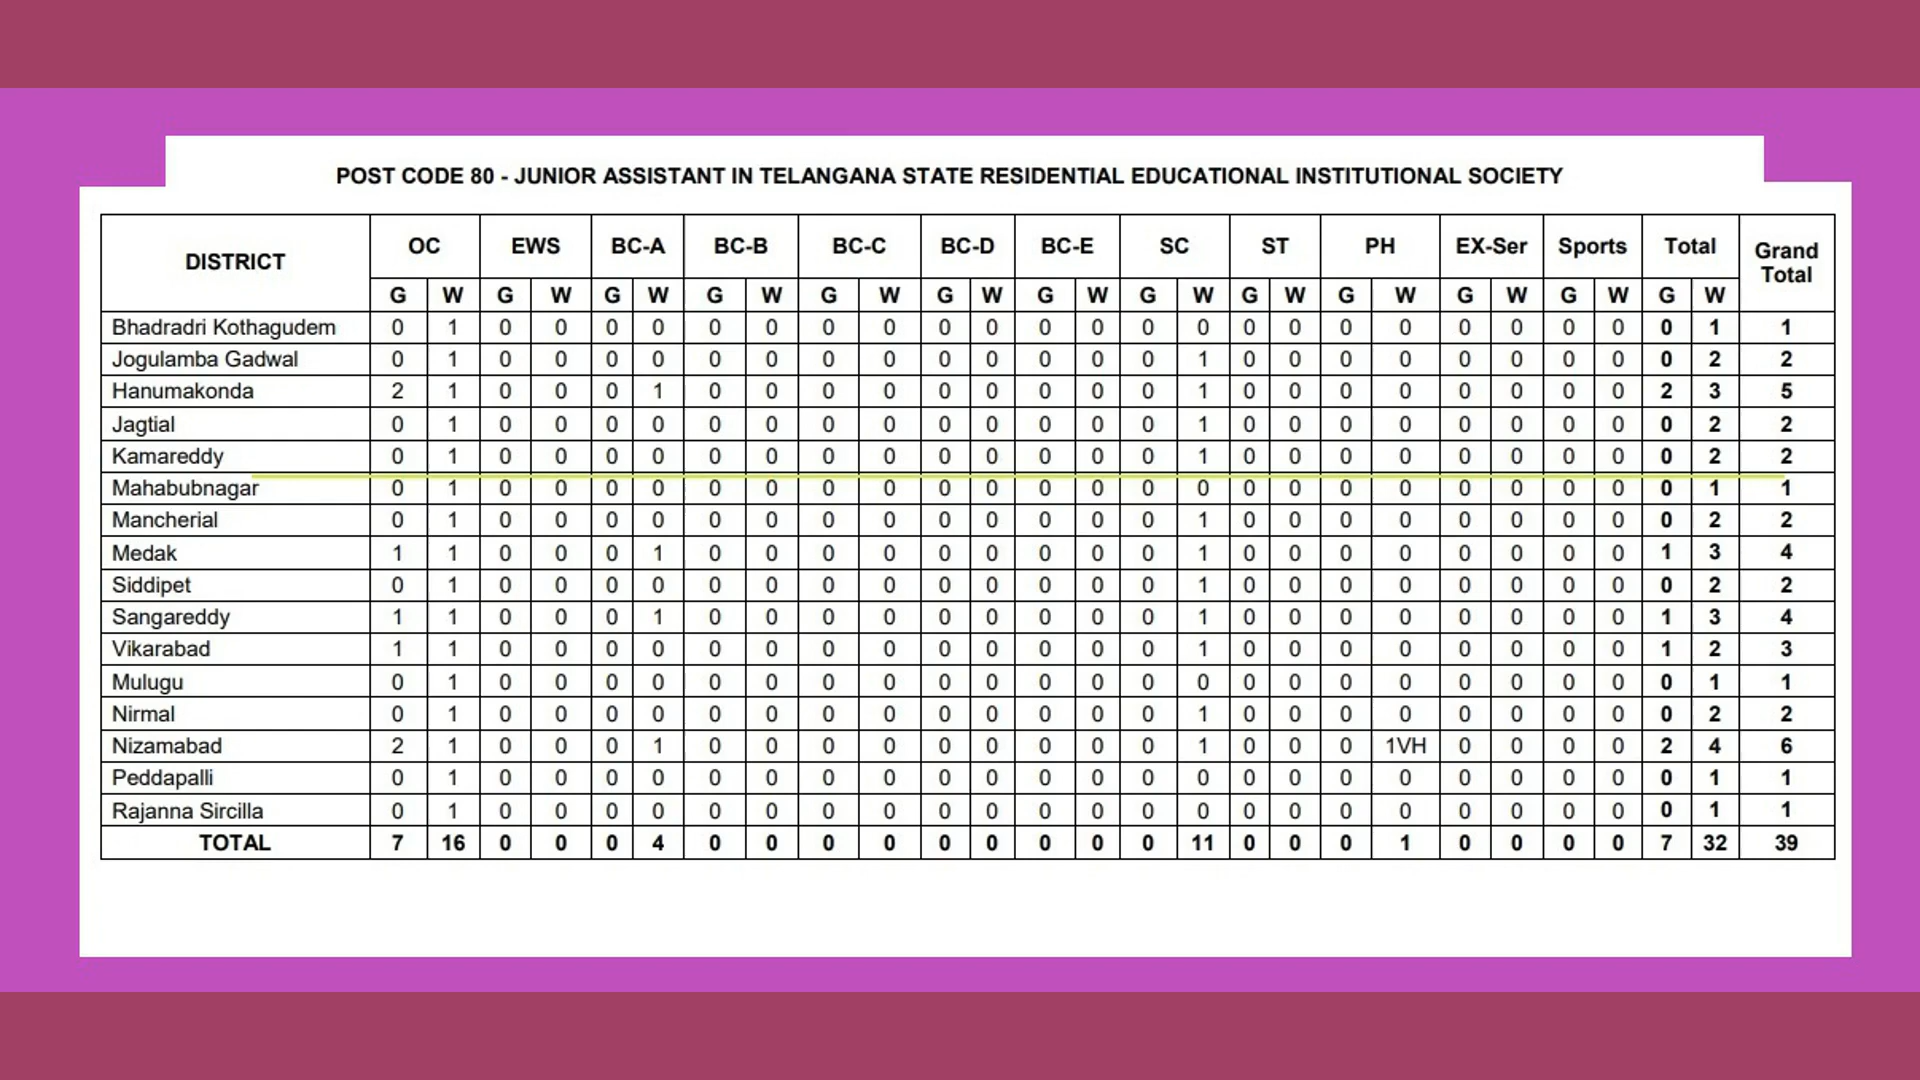 POST CODE 80 - JUNIOR ASSISTANT IN TELANGANA STATE RESIDENTIAL EDUCATIONAL INSTITUTIONAL SOCIETY
DISTRICT OC EWS BC-A BC-B BC-C BC-D BC-E SC ST PH EX-Ser Sports Total Grand Total
G W G W G W G W G W G W G W G W G W G W G W G W G W
Bhadradri Kothagudem 0 1 0 0 0 0 0 0 0 0 0 0 0 0 0 0 0 0 0 0 0 0 0 0 0 1 1
Jogulamba Gadwal 0 1 0 0 0 0 0 0 0 0 0 0 0 0 0 1 0 0 0 0 0 0 0 0 0 2 2
Hanumakonda 2 1 0 0 0 1 0 0 0 0 0 0 0 0 0 1 0 0 0 0 0 0 0 0 2 3 5
Jagtial 0 1 0 0 0 0 0 0 0 0 0 0 0 0 0 1 0 0 0 0 0 0 0 0 0 2 2
Kamareddy 0 1 0 0 0 0 0 0 0 0 0 0 0 0 0 1 0 0 0 0 0 0 0 0 0 2 2
Mahabubnagar 0 1 0 0 0 0 0 0 0 0 0 0 0 0 0 0 0 0 0 0 0 0 0 0 0 1 1
Mancherial 0 1 0 0 0 0 0 0 0 0 0 0 0 0 0 1 0 0 0 0 0 0 0 0 0 2 2
Medak 1 1 0 0 0 1 0 0 0 0 0 0 0 0 0 1 0 0 0 0 0 0 0 0 1 3 4
Siddipet 0 1 0 0 0 0 0 0 0 0 0 0 0 0 0 1 0 0 0 0 0 0 0 0 0 2 2
Sangareddy 1 1 0 0 0 1 0 0 0 0 0 0 0 0 0 1 0 0 0 0 0 0 0 0 1 3 4
Vikarabad 1 1 0 0 0 0 0 0 0 0 0 0 0 0 0 1 0 0 0 0 0 0 0 0 1 2 3
Mulugu 0 1 0 0 0 0 0 0 0 0 0 0 0 0 0 0 0 0 0 0 0 0 0 0 0 1 1
Nirmal 0 1 0 0 0 0 0 0 0 0 0 0 0 0 0 1 0 0 0 0 0 0 0 0 0 2 2
Nizamabad 2 1 0 0 0 1 0 0 0 0 0 0 0 0 0 1 0 0 0 1VH 0 0 0 0 2 4 6
Peddapalli 0 1 0 0 0 0 0 0 0 0 0 0 0 0 0 0 0 0 0 0 0 0 0 0 0 1 1
Rajanna Sircilla 0 1 0 0 0 0 0 0 0 0 0 0 0 0 0 0 0 0 0 0 0 0 0 0 0 1 1
TOTAL 7 16 0 0 0 4 0 0 0 0 0 0 0 0 0 11 0 0 0 1 0 0 0 0 7 32 39